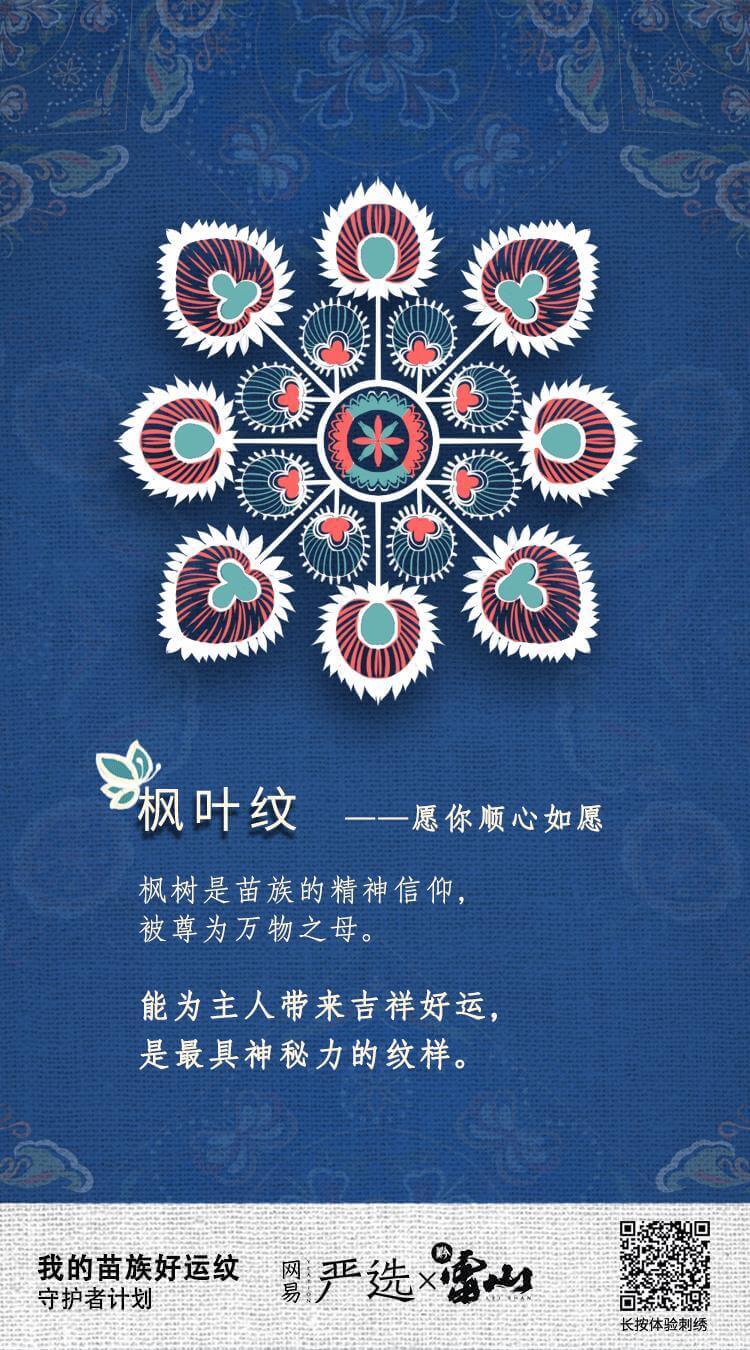 枫叶纹 ——愿你顺心如愿
枫树是苗族的精神信仰，
被尊为万物之母。
能为主人带来吉祥好运，
是最具神秘力的纹样。
我的苗族好运纹
守护者计划
网易严选×雷山
长按体验刺绣